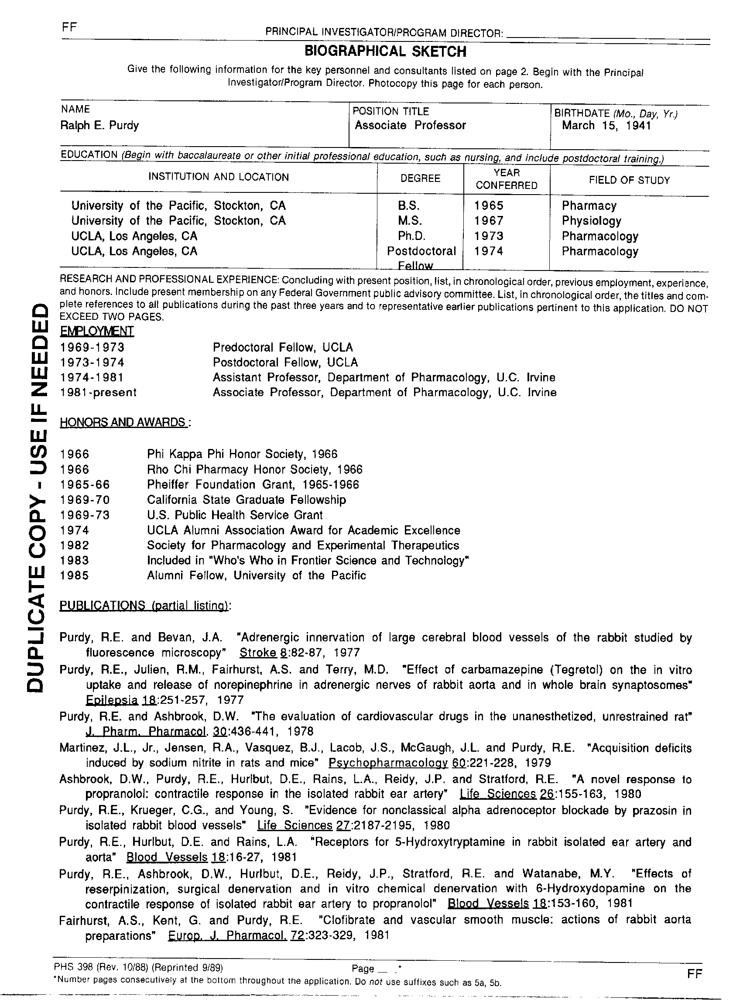 FF
PRINCIPAL INVESTIGATOR/PROGRAM DIRECTOR:
BIOGRAPHICAL SKETCH
Give the following information for the key personnel and consultants listed on page 2. Begin with the Principal
Investigator/Program Director. Photocopy this page for each person.
NAME POSITION TITLE BIRTHDATE (Mo., Day, Yr.)
Ralph E. Purdy Associate Professor March 15, 1941
EDUCATION (Begin with baccalaureate or other initial professional education, such as nursing, and include postdoctoral training.)
INSTITUTION AND LOCATION DEGREE YEAR CONFERRED FIELD OF STUDY
University of the Pacific, Stockton, CA B.S. 1965 Pharmacy
University of the Pacific, Stockton, CA M.S. 1967 Physiology
UCLA, Los Angeles, CA Ph.D. 1973 Pharmacology
UCLA, Los Angeles, CA Postdoctoral 1974 Pharmacology
Fellow
RESEARCH AND PROFESSIONAL EXPERIENCE: Concluding with present position, list, in chronological order, previous employment, experience,
and honors. Include present membership on any Federal Government public advisory committee. List, in chronological order, the titles and com-
plete references to all publications during the past three years and to representative earlier publications pertinent to this application. DO NOT
EXCEED TWO PAGES.
EMPLOYMENT
1969-1973 Predoctoral Fellow, UCLA
1973-1974 Postdoctoral Fellow, UCLA
1974-1981 Assistant Professor, Department of Pharmacology, U.C. Irvine
1981-present Associate Professor, Department of Pharmacology, U.C. Irvine
HONORS AND AWARDS :
1966 Phi Kappa Phi Honor Society, 1966
1966 Rho Chi Pharmacy Honor Society, 1966
1965-66 Pheiffer Foundation Grant, 1965-1966
1969-70 California State Graduate Fellowship
1969-73 U.S. Public Health Service Grant
1974 UCLA Alumni Association Award for Academic Excellence
1982 Society for Pharmacology and Experimental Therapeutics
1983 Included in "Who's Who in Frontier Science and Technology"
1985 Alumni Fellow, University of the Pacific
PUBLICATIONS (partial listing):
Purdy, R.E. and Bevan, J.A. "Adrenergic innervation of large cerebral blood vessels of the rabbit studied by
fluorescence microscopy" Stroke 8:82-87, 1977
Purdy, R.E., Julien, R.M., Fairhurst, A.S. and Terry, M.D. "Effect of carbamazepine (Tegretol) on the in vitro
uptake and release of norepinephrine in adrenergic nerves of rabbit aorta and in whole brain synaptosomes"
Epilepsia 18:251-257, 1977
Purdy, R.E. and Ashbrook, D.W. "The evaluation of cardiovascular drugs in the unanesthetized, unrestrained rat"
J. Pharm. Pharmacol. 30:436-441, 1978
Martinez, J.L., Jr., Jensen, R.A., Vasquez, B.J., Lacob, J.S., McGaugh, J.L. and Purdy, R.E. "Acquisition deficits
induced by sodium nitrite in rats and mice" Psychopharmacology 60:221-228, 1979
Ashbrook, D.W., Purdy, R.E., Hurlbut, D.E., Rains, L.A., Reidy, J.P. and Stratford, R.E. "A novel response to
propranolol: contractile response in the isolated rabbit ear artery" Life Sciences 26:155-163, 1980
Purdy, R.E., Krueger, C.G., and Young, S. "Evidence for nonclassical alpha adrenoceptor blockade by prazosin in
isolated rabbit blood vessels" Life Sciences 27:2187-2195, 1980
Purdy, R.E., Hurlbut, D.E. and Rains, L.A. "Receptors for 5-Hydroxytryptamine in rabbit isolated ear artery and
aorta" Blood Vessels 18:16-27, 1981
Purdy, R.E., Ashbrook, D.W., Hurlbut, D.E., Reidy, J.P., Stratford, R.E. and Watanabe, M.Y. "Effects of
reserpinization, surgical denervation and in vitro chemical denervation with 6-Hydroxydopamine on the
contractile response of isolated rabbit ear artery to propranolol" Blood Vessels 18:153-160, 1981
Fairhurst, A.S., Kent, G. and Purdy, R.E. "Clofibrate and vascular smooth muscle: actions of rabbit aorta
preparations" Europ. J. Pharmacol. 72:323-329, 1981
DUPLICATE COPY - USE IF NEEDED
PHS 398 (Rev. 10/88) (Reprinted 9/89) Page * FF
*Number pages consecutively at the bottom throughout the application. Do not use suffixes such as 5a, 5b.